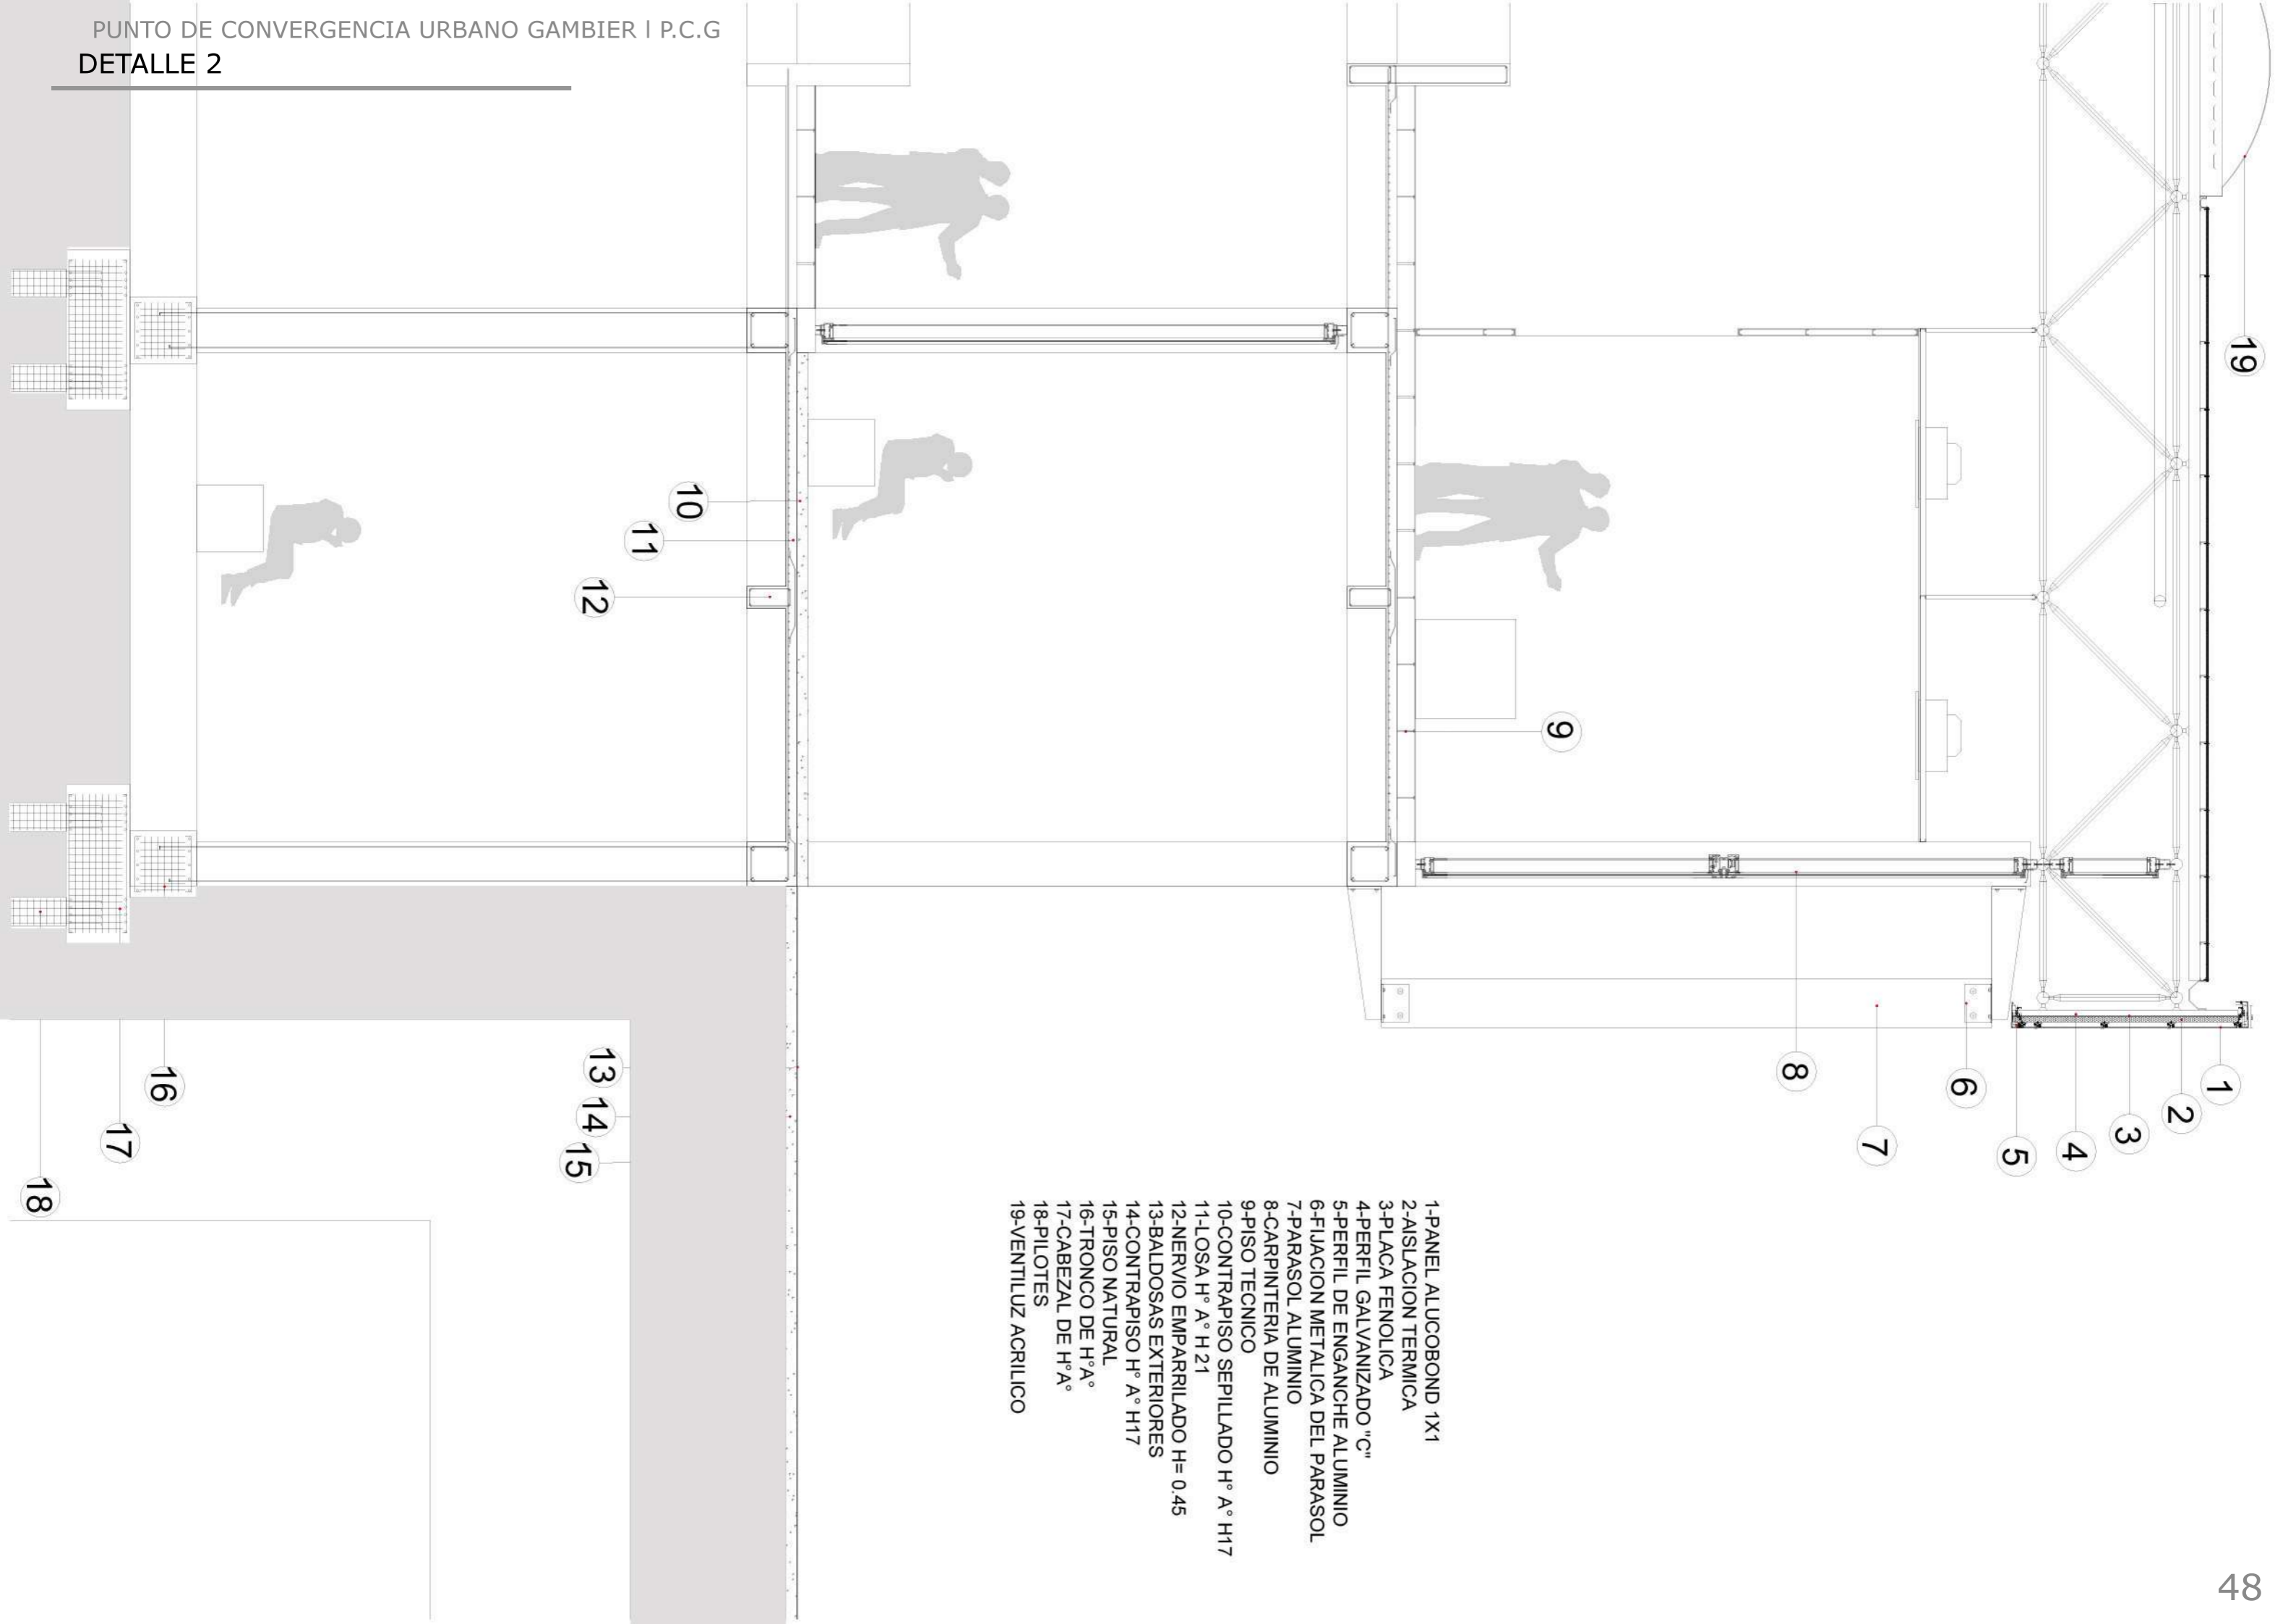 PUNTO DE CONVERGENCIA URBANO GAMBIER l P.C.G
DETALLE 2
19
10
11
12
9
8
6
7
5
4
3
2
1
13
14
15
16
17
18
1-PANEL ALUCOBOND 1X1
2-AISLACION TERMICA
3-PLACA FENOLICA
4-PERFIL GALVANIZADO "C"
5-PERFIL DE ENGANCHE ALUMINIO
6-FIJACION METALICA DEL PARASOL
7-PARASOL ALUMINIO
8-CARPINTERIA DE ALUMINIO
9-PISO TECNICO
10-CONTRAPISO SEPILLADO H° A° H17
11-LOSA H° A° H 21
12-NERVIO EMPARRILADO H= 0.45
13-BALDOSAS EXTERIORES
14-CONTRAPISO H° A° H17
15-PISO NATURAL
16-TRONCO DE H°A°
17-CABEZAL DE H°A°
18-PILOTES
19-VENTILUZ ACRILICO
48